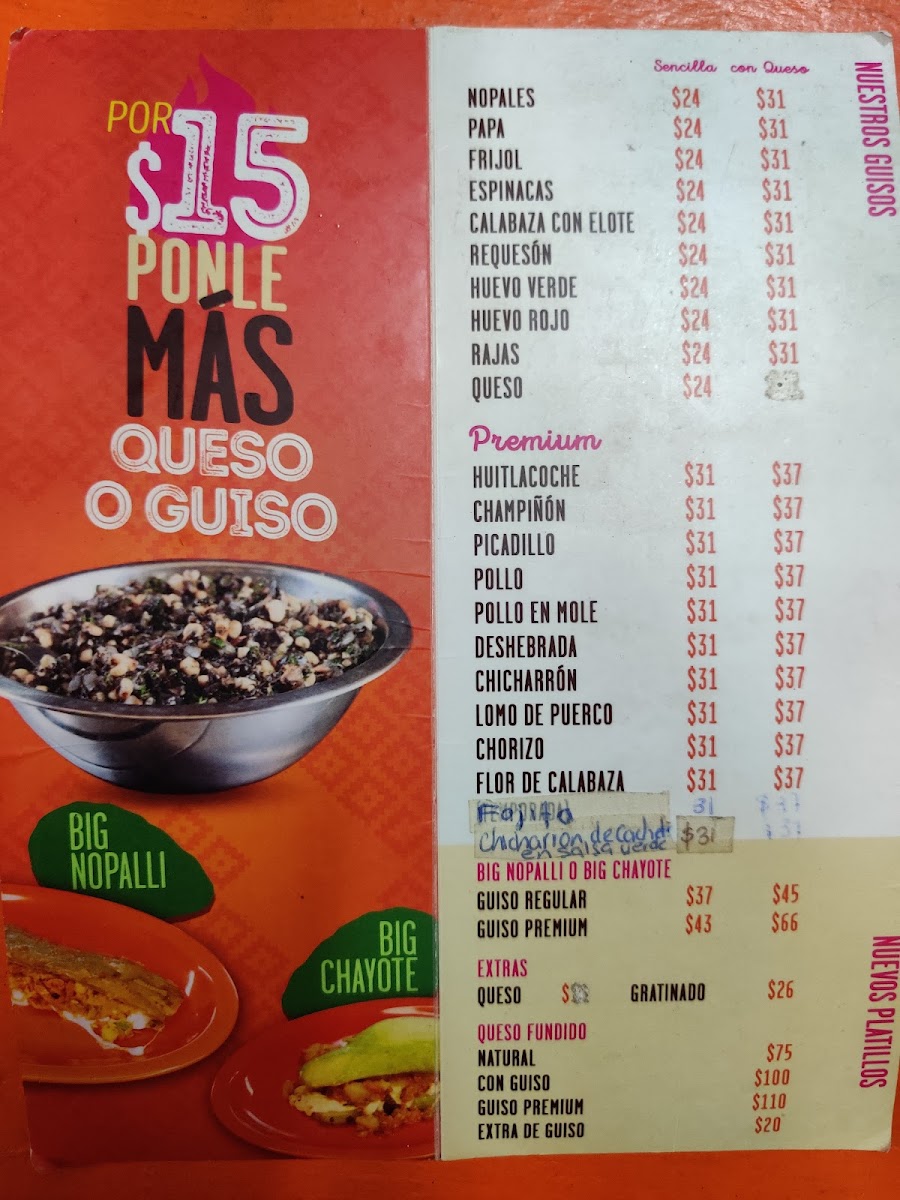 POR
$15
PONLE
MÁS
QUESO
O GUISO
BIG
NOPALLI
BIG
CHAYOTE
NUESTROS GUISOS
Sencilla con Queso
NOPALES $24 $31
PAPA $24 $31
FRIJOL $24 $31
ESPINACAS $24 $31
CALABAZA CON ELOTE $24 $31
REQUESÓN $24 $31
HUEVO VERDE $24 $31
HUEVO ROJO $24 $31
RAJAS $24 $31
QUESO $24
Premium
HUITLACOCHE $31 $37
CHAMPIÑÓN $31 $37
PICADILLO $31 $37
POLLO $31 $37
POLLO EN MOLE $31 $37
DESHEBRADA $31 $37
CHICHARRÓN $31 $37
LOMO DE PUERCO $31 $37
CHORIZO $31 $37
FLOR DE CALABAZA $31 $37
31
Chicharron de $31
en salsa verde
NUEVOS PLATILLOS
BIG NOPALLI O BIG CHAYOTE
GUISO REGULAR $37 $45
GUISO PREMIUM $43 $66
EXTRAS
QUESO $ GRATINADO $26
QUESO FUNDIDO
NATURAL $75
CON GUISO $100
GUISO PREMIUM $110
EXTRA DE GUISO $20